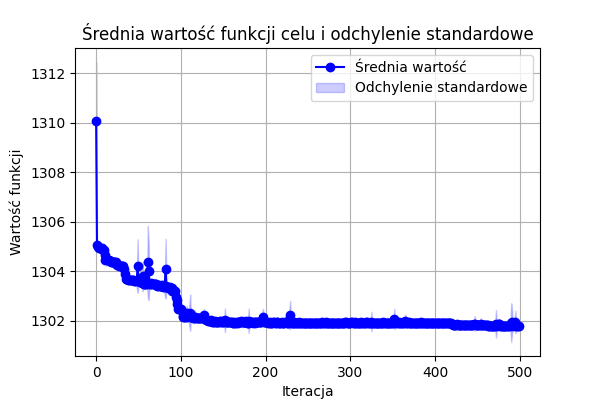 Średnia wartość funkcji celu i odchylenie standardowe
Średnia wartość
Odchylenie standardowe
Wartość funkcji
1312
1310
1308
1306
1304
1302
0 100 200 300 400 500
Iteracja